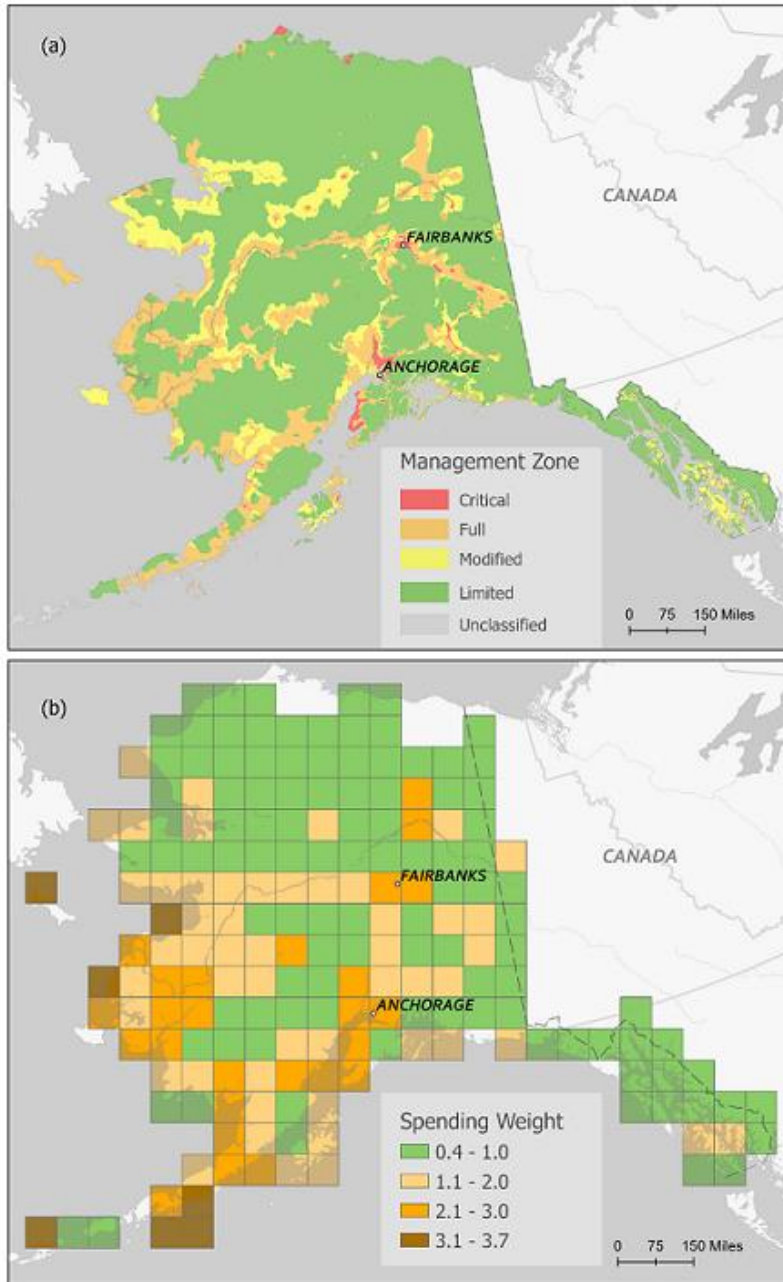 (a)
CANADA
FAIRBANKS
ANCHORAGE
Management Zone
Critical
Full
Modified
Limited
Unclassified
0 75 150 Miles
(b)
CANADA
FAIRBANKS
ANCHORAGE
Spending Weight
0.4 - 1.0
1.1 - 2.0
2.1 - 3.0
3.1 - 3.7
0 75 150 Miles